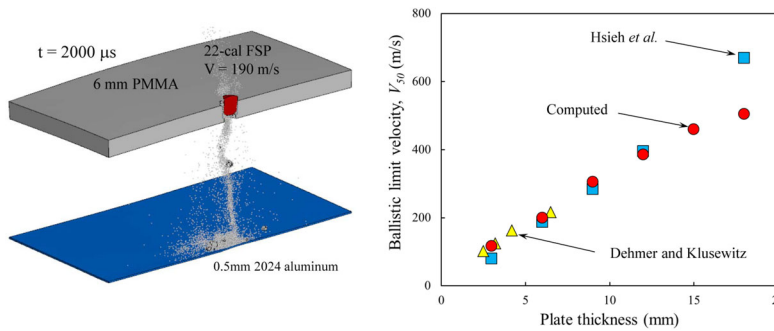 t = 2000 μs
22-cal FSP
V = 190 m/s
6 mm PMMA
0.5mm 2024 aluminum
Ballistic limit velocity, V50 (m/s)
800
600
400
200
0
0
5
10
15
2
Plate thickness (mm)
Hsieh et al.
Computed
Dehmer and Klusewitz